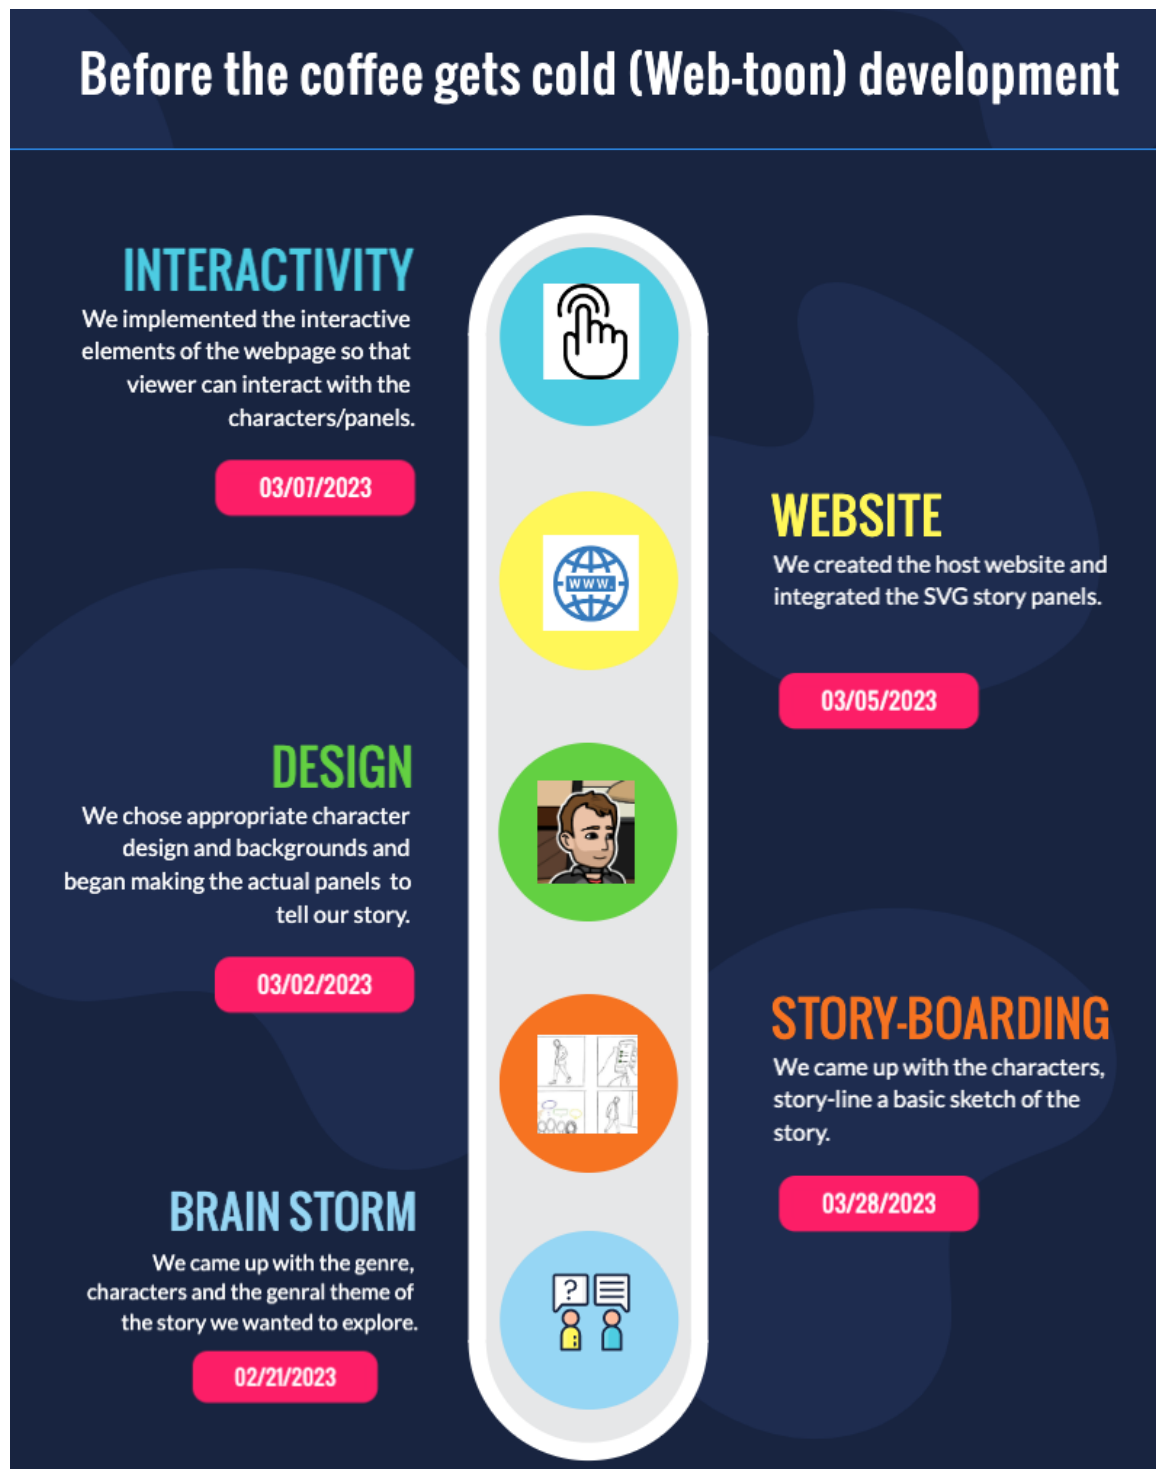 Before the coffee gets cold (Web-toon) development
INTERACTIVITY
We implemented the interactive
elements of the webpage so that
viewer can interact with the
characters/panels.
03/07/2023
WEBSITE
We created the host website and
integrated the SVG story panels.
03/05/2023
WWW.
DESIGN
We chose appropriate character
design and backgrounds and
began making the actual panels to
tell our story.
03/02/2023
STORY-BOARDING
We came up with the characters,
story-line a basic sketch of the
story.
03/28/2023
BRAIN STORM
We came up with the genre,
characters and the genral theme of
the story we wanted to explore.
02/21/2023
?